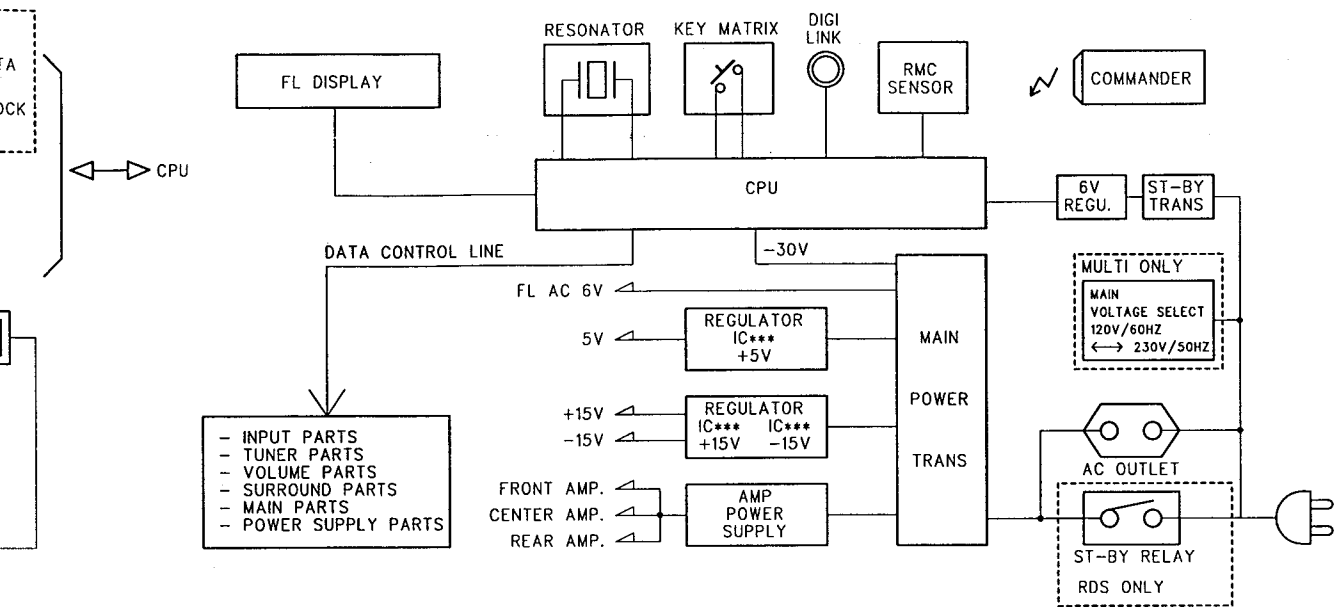 RESONATOR
KEY MATRIX
DIGI
LINK
FL DISPLAY
RMC
SENSOR
COMMANDER
CPU
CPU
6V
REGU.
ST-BY
TRANS
DATA CONTROL LINE
-30V
MULTI ONLY
MAIN
VOLTAGE SELECT
120V/60HZ
←→ 230V/50HZ
FL AC 6V
5V
REGULATOR
IC***
+5V
MAIN
POWER
TRANS
+15V
-15V
REGULATOR
IC*** IC***
+15V -15V
AC OUTLET
- INPUT PARTS
- TUNER PARTS
- VOLUME PARTS
- SURROUND PARTS
- MAIN PARTS
- POWER SUPPLY PARTS
FRONT AMP.
CENTER AMP.
REAR AMP.
AMP
POWER
SUPPLY
ST-BY RELAY
RDS ONLY